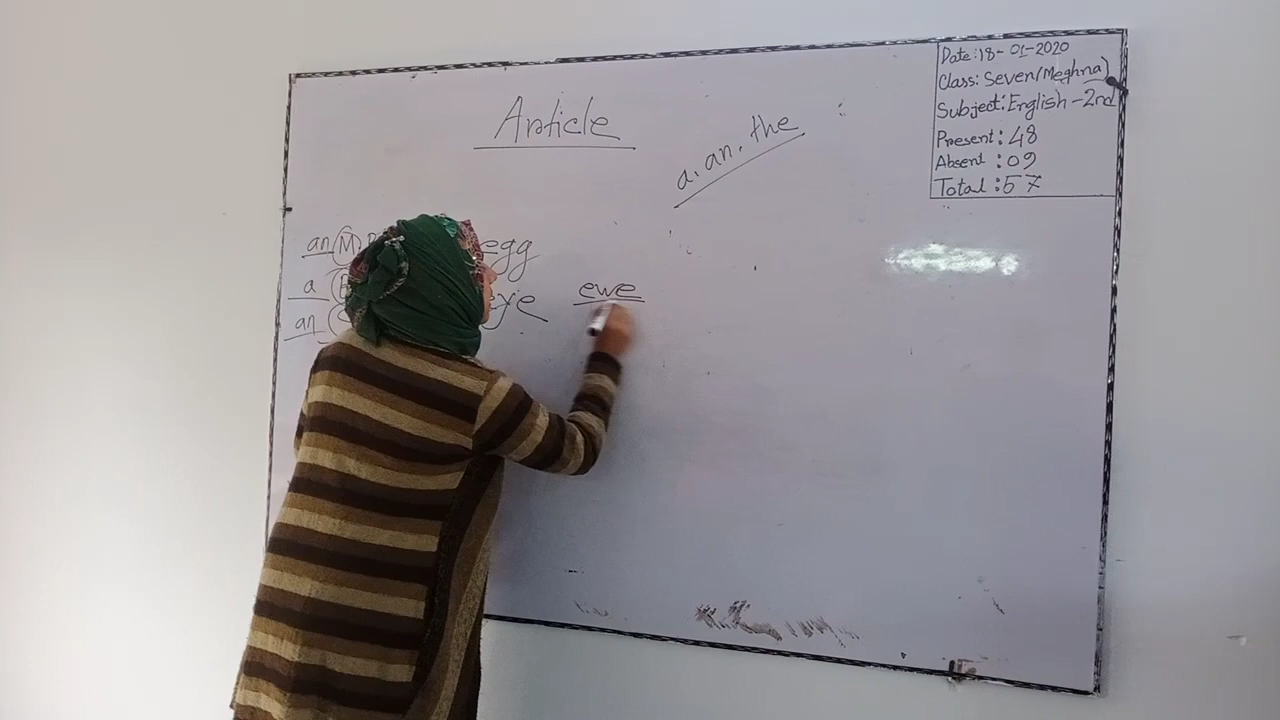 Article
a, an, the
Date: 18-01-2020
Class: Seven(Meghna)
Subject: English-2nd
Present: 48
Absent: 09
Total: 57
an M egg
a eye ewe
an